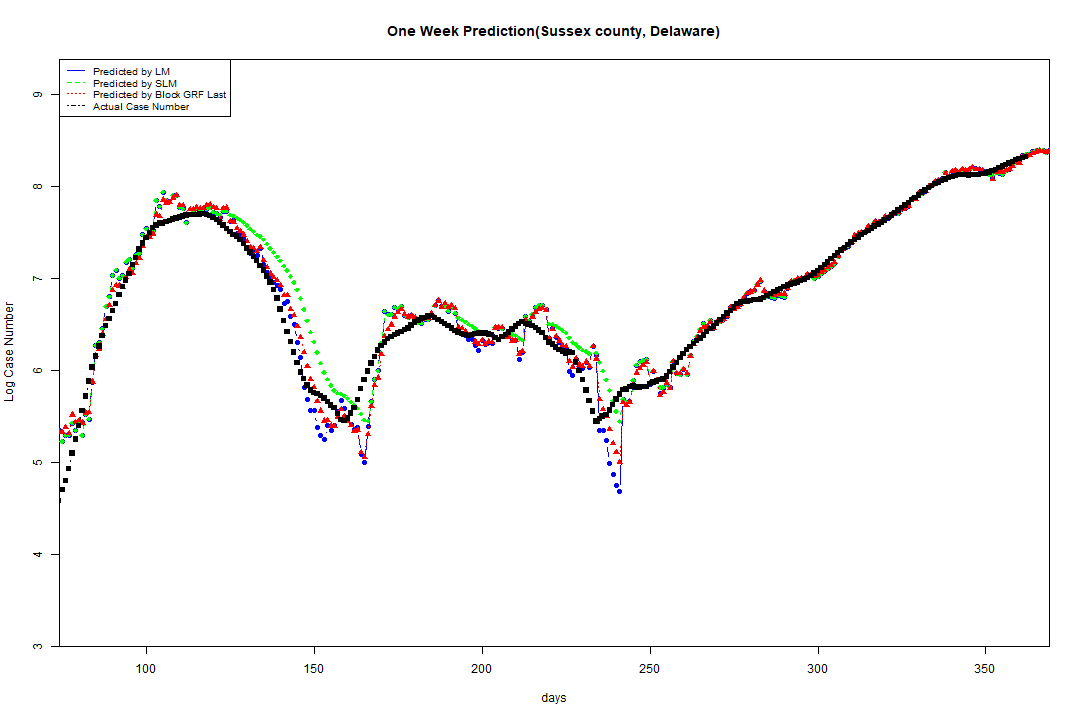 One Week Prediction(Sussex county, Delaware)
Predicted by LM
Predicted by SLM
Predicted by Block GRF Last
Actual Case Number
Log Case Number
9
8
7
6
5
4
3
100 150 200 250 300 350
days